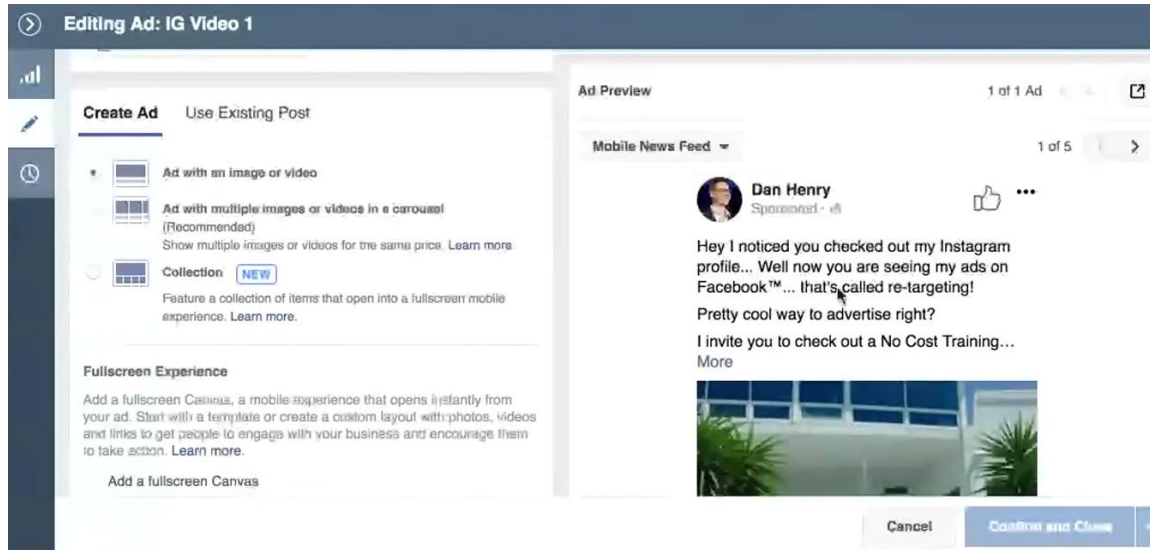 Editing Ad: IG Video 1
Create Ad
Use Existing Post
Ad with an image or video
Ad with multiple images or videos in a carousel
(Recommended)
Show multiple images or videos for the same price. Learn more
Collection NEW
Feature a collection of items that open into a fullscreen mobile
experience. Learn more.
Fullscreen Experience
Add a fullscreen Canvas, a mobile experience that opens instantly from
your ad. Start with a template or create a custom layout with photos, videos
and links to get people to engage with your business and encourage them
to take action. Learn more.
Add a fullscreen Canvas
Ad Preview
1 of 1 Ad
Mobile News Feed
1 of 5
Dan Henry
Sponsored ·
Hey I noticed you checked out my Instagram
profile... Well now you are seeing my ads on
Facebook™... that's called re-targeting!
Pretty cool way to advertise right?
I invite you to check out a No Cost Training...
More
Cancel
Confirm and Close